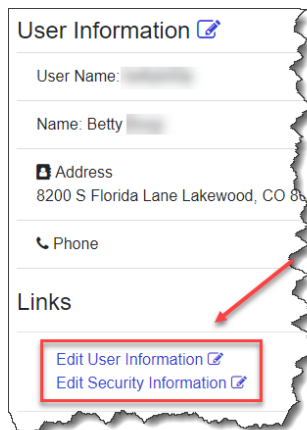 User Information
User Name:
Name: Betty
Address
8200 S Florida Lane Lakewood, CO
Phone
Links
Edit User Information
Edit Security Information